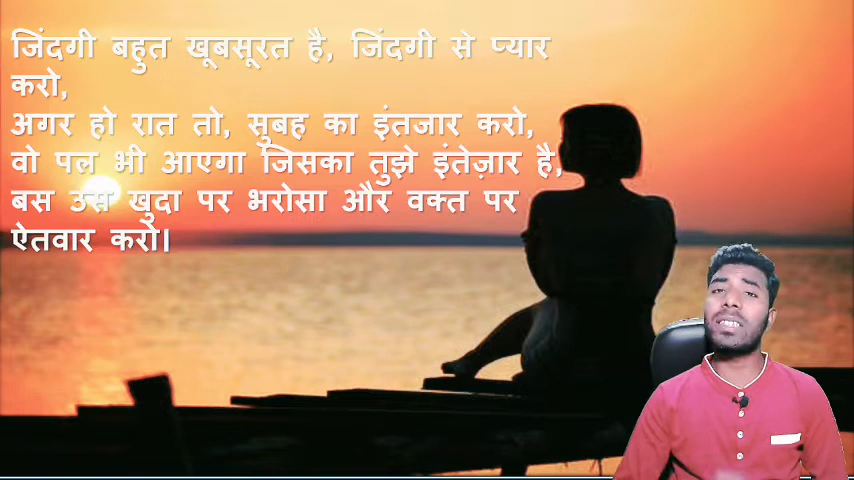 जिंदगी बहुत खूबसूरत है, जिंदगी से प्यार
करो,
अगर हो रात तो, सुबह का इंतजार करो,
वो पल भी आएगा जिसका तुझे इंतेज़ार है,
बस उस खुदा पर भरोसा और वक्त पर
ऐतवार करो।